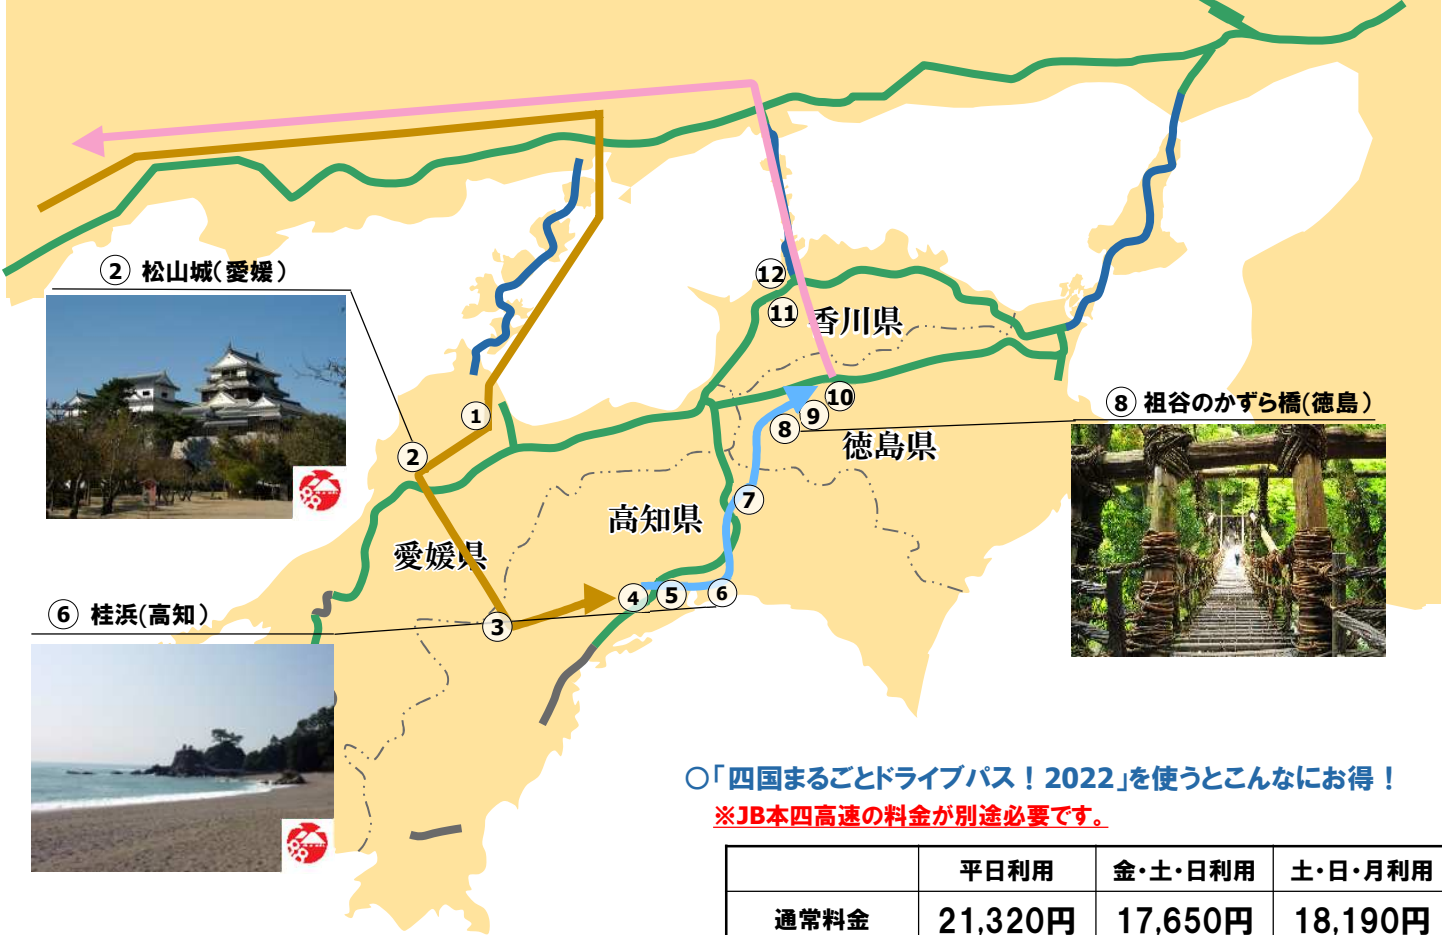 ② 松山城(愛媛)
⑫
⑪
香川県
①
⑩
⑨
⑧
⑧ 祖谷のかずら橋(徳島)
徳島県
②
⑦
高知県
愛媛県
④
⑤
⑥
⑥ 桂浜(高知)
③
○「四国まるごとドライブパス!2022」を使うとこんなにお得!
※JB本四高速の料金が別途必要です。
平日利用 金・土・日利用 土・日・月利用
通常料金 21,320円 17,650円 18,190円